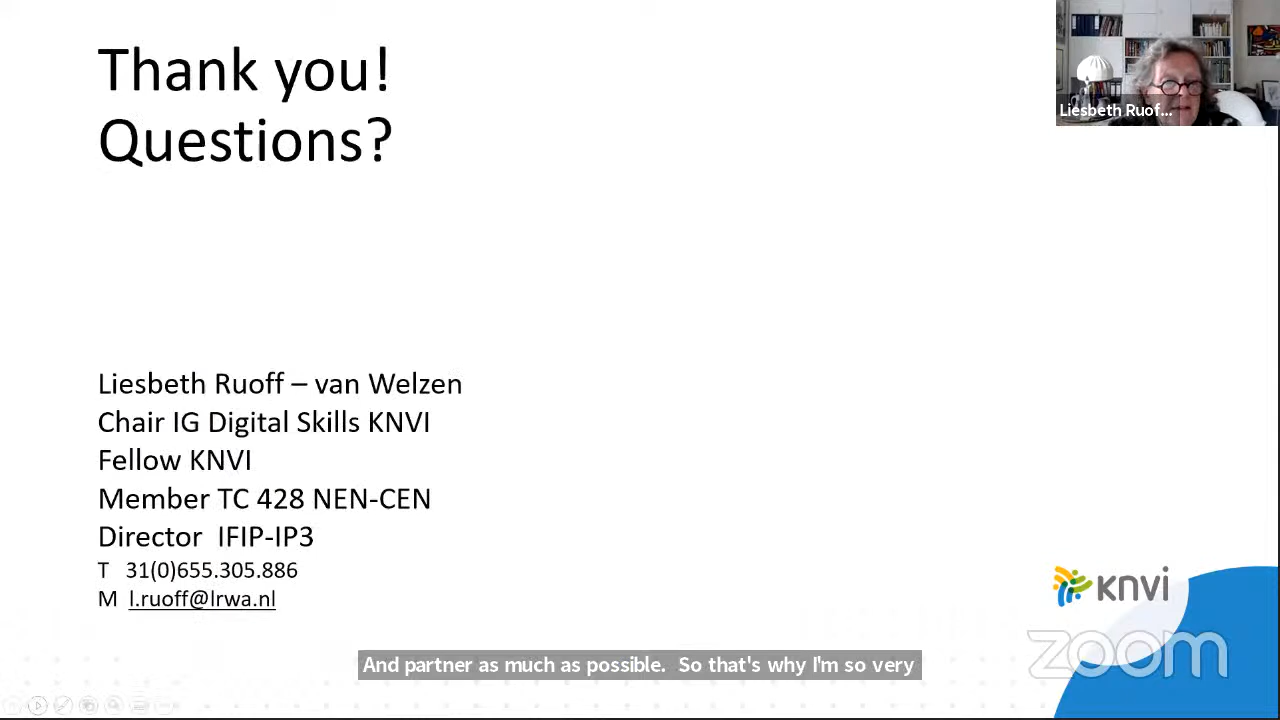 Thank you!
Questions?
Liesbeth Ruof...
Liesbeth Ruoff – van Welzen
Chair IG Digital Skills KNVI
Fellow KNVI
Member TC 428 NEN-CEN
Director IFIP-IP3
T 31(0)655.305.886
M l.ruoff@lrwa.nl
knvi
zoom
And partner as much as possible. So that's why I'm so very